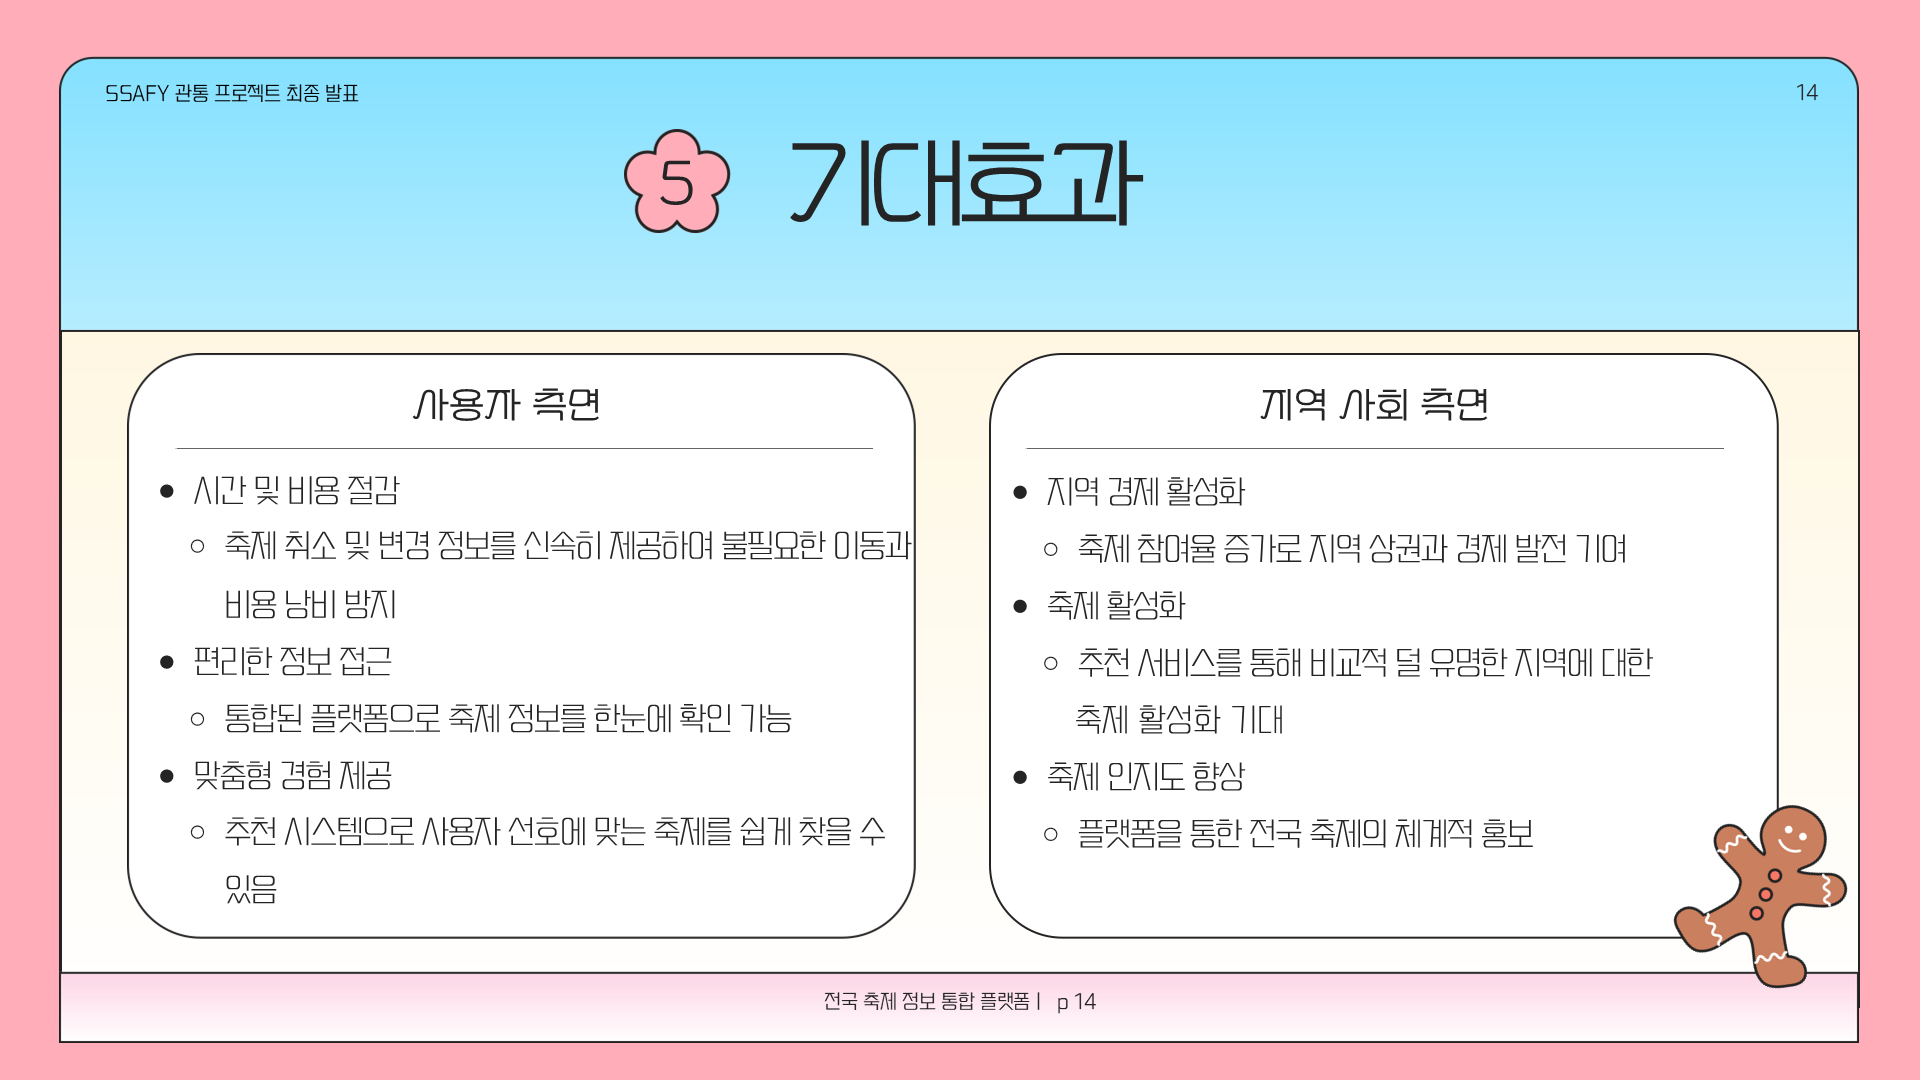 SSAFY 관통 프로젝트 최종 발표
14
5
기대효과
사용자 측면
● 시간 및 비용 절감
○ 축제 취소 및 변경 정보를 신속히 제공하여 불필요한 이동과
비용 낭비 방지
● 편리한 정보 접근
○ 통합된 플랫폼으로 축제 정보를 한눈에 확인 가능
● 맞춤형 경험 제공
○ 추천 시스템으로 사용자 선호에 맞는 축제를 쉽게 찾을 수
있음
지역 사회 측면
● 지역 경제 활성화
○ 축제 참여율 증가로 지역 상권과 경제 발전 기여
● 축제 활성화
○ 추천 서비스를 통해 비교적 덜 유명한 지역에 대한
축제 활성화 기대
● 축제 인지도 향상
○ 플랫폼을 통한 전국 축제의 체계적 홍보
전국 축제 정보 통합 플랫폼 | p 14